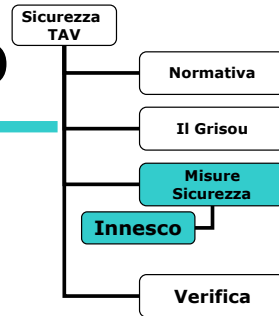 Sicurezza
TAV
Normativa
Il Grisou
Misure
Sicurezza
Innesco
Verifica